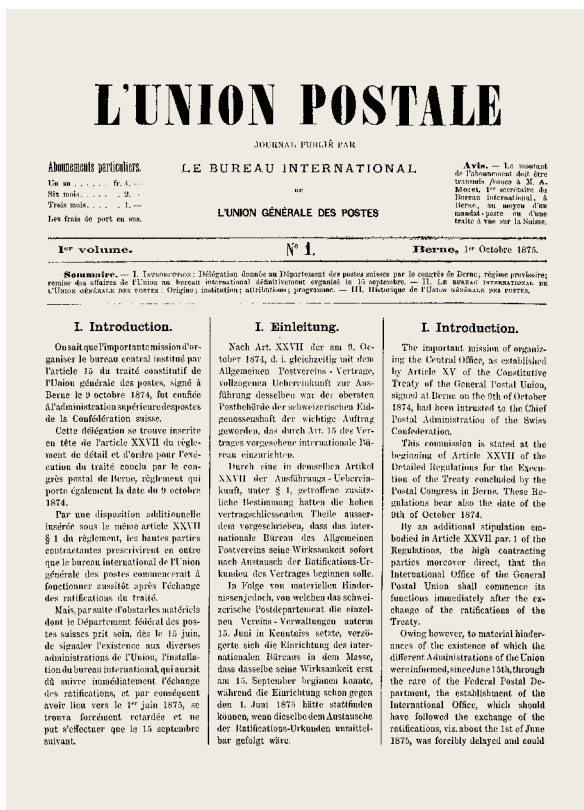 L'UNION POSTALE
JOURNAL PUBLIÉ PAR
LE BUREAU INTERNATIONAL
DE
L'UNION GÉNÉRALE DES POSTES
Abonnements particuliers.
Un an . . . . . . fr. 4. —
Six mois. . . . . . 2. —
Trois mois. . . . . 1. —
Les frais de port en sus.
Avis. — Le montant
de l'abonnement doit être
transmis franco à M. A.
Moret, 1er secrétaire du
Bureau international, à
Berne, au moyen d'un
mandat-poste ou d'une
traite à vue sur la Suisse.
1er volume.
N° 1.
Berne, 1er Octobre 1875.
Sommaire. — I. INTRODUCTION: Délégation donnée au Département des postes suisses par le congrès de Berne; régime provisoire;
remise des affaires de l'Union au bureau international définitivement organisé le 15 septembre. — II. LE BUREAU INTERNATIONAL DE
L'UNION GÉNÉRALE DES POSTES: Origine; institution; attributions; programme. — III. Historique de l'UNION GÉNÉRALE DES POSTES.
I. Introduction.
On sait que l'importante mission d'or-
ganiser le bureau central institué par
l'article 15 du traité constitutif de
l'Union générale des postes, signé à
Berne le 9 octobre 1874, fut confiée
à l'administration supérieure des postes
de la Confédération suisse.
Cette délégation se trouve inscrite
en tête de l'article XXVII du règle-
ment de détail et d'ordre pour l'exé-
cution du traité conclu par le con-
grès postal de Berne, règlement qui
porte également la date du 9 octobre
1874.
Par une disposition additionnelle
insérée sous le même article XXVII
§ 1 du règlement, les hautes parties
contractantes prescrivirent en outre
que le bureau international de l'Union
générale des postes commencerait à
fonctionner aussitôt après l'échange
des ratifications du traité.
Mais, par suite d'obstacles matériels
dont le Département fédéral des pos-
tes suisses prit soin, dès le 15 juin,
de signaler l'existence aux diverses
administrations de l'Union, l'installa-
tion du bureau international, qui aurait
dû suivre immédiatement l'échange
des ratifications, et par conséquent
avoir lieu vers le 1er juin 1875, se
trouva forcément retardée et ne
put s'effectuer que le 15 septembre
suivant.
I. Einleitung.
Nach Art. XXVII der am 9. Oc-
tober 1874, d. i. gleichzeitig mit dem
Allgemeinen Postvereins - Vertrage,
vollzogenen Uebereinkunft zur Aus-
führung desselben war der obersten
Postbehörde der schweizerischen Eid-
genossenschaft der wichtige Auftrag
geworden, das durch Art. 15 des Ver-
trages vorgesehene internationale Bü-
reau einzurichten.
Durch eine in demselben Artikel
XXVII der Ausführungs - Ueberein-
kunft, unter § 1, getroffene zusätz-
liche Bestimmung hatten die hohen
vertragschliessenden Theile ausser-
dem vorgeschrieben, dass das inter-
nationale Büreau des Allgemeinen
Postvereins seine Wirksamkeit sofort
nach Austausch der Ratifications-Ur-
kunden des Vertrages beginnen solle.
In Folge von materiellen Hinder-
nissen jedoch, von welchen das schwei-
zerische Postdepartement die einzel-
nen Vereins - Verwaltungen unterm
15. Juni in Kenntniss setzte, verzö-
gerte sich die Einrichtung des inter-
nationalen Büreaus in dem Masse,
dass dasselbe seine Wirksamkeit erst
am 15. September beginnen konnte,
während die Einrichtung schon gegen
den 1. Juni 1875 hätte stattfinden
können, wenn dieselbe dem Austausche
der Ratifications-Urkunden unmittel-
bar gefolgt wäre.
I. Introduction.
The important mission of organiz-
ing the Central Office, as established
by Article XV of the Constitutive
Treaty of the General Postal Union,
signed at Berne on the 9th of October
1874, had been intrusted to the Chief
Postal Administration of the Swiss
Confederation.
This commission is stated at the
beginning of Article XXVII of the
Detailed Regulations for the Execu-
tion of the Treaty concluded by the
Postal Congress in Berne. These Re-
gulations bear also the date of the
9th of October 1874.
By an additional stipulation em-
bodied in Article XXVII par. 1 of the
Regulations, the high contracting
parties moreover direct, that the
International Office of the General
Postal Union shall commence its
functions immediately after the ex-
change of the ratifications of the
Treaty.
Owing however, to material hinder-
ances of the existence of which the
different Administrations of the Union
were informed, since June 15th, through
the care of the Federal Postal De-
partment, the establishment of the
International Office, which should
have followed the exchange of the
ratifications, viz. about the 1st of June
1875, was forcibly delayed and could